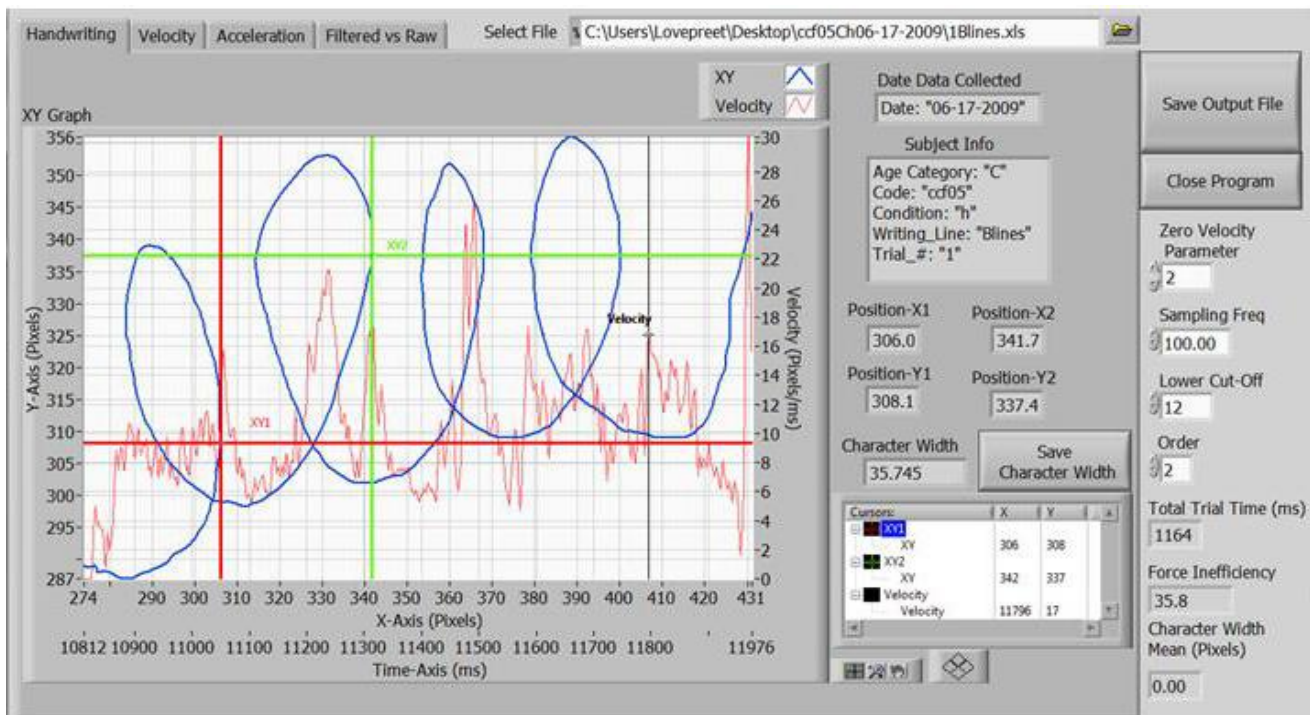 Handwriting Velocity Acceleration Filtered vs Raw Select File C:\Users\Lovepreet\Desktop\ccf05Ch06-17-2009\1Blines.xls
XY
Velocity
XY Graph
356
350
345
340
335
330
325
320
315
310
305
300
295
287
Y-Axis (Pixels)
XY2
XY1
Velocity
30
28
26
24
22
20
18
16
14
12
10
8
6
4
2
0
Velocity (Pixels/ms)
274 290 300 310 320 330 340 350 360 370 380 390 400 410 420 431
X-Axis (Pixels)
10812 10900 11000 11100 11200 11300 11400 11500 11600 11700 11800 11976
Time-Axis (ms)
Date Data Collected
Date: "06-17-2009"
Subject Info
Age Category: "C"
Code: "ccf05"
Condition: "h"
Writing_Line: "Blines"
Trial_#: "1"
Position-X1 Position-X2
306.0 341.7
Position-Y1 Position-Y2
308.1 337.4
Character Width
35.745
Save
Character Width
Cursors: X Y
XY1
XY 306 308
XY2
XY 342 337
Velocity
Velocity 11796 17
Save Output File
Close Program
Zero Velocity
Parameter
2
Sampling Freq
100.00
Lower Cut-Off
12
Order
2
Total Trial Time (ms)
1164
Force Inefficiency
35.8
Character Width
Mean (Pixels)
0.00